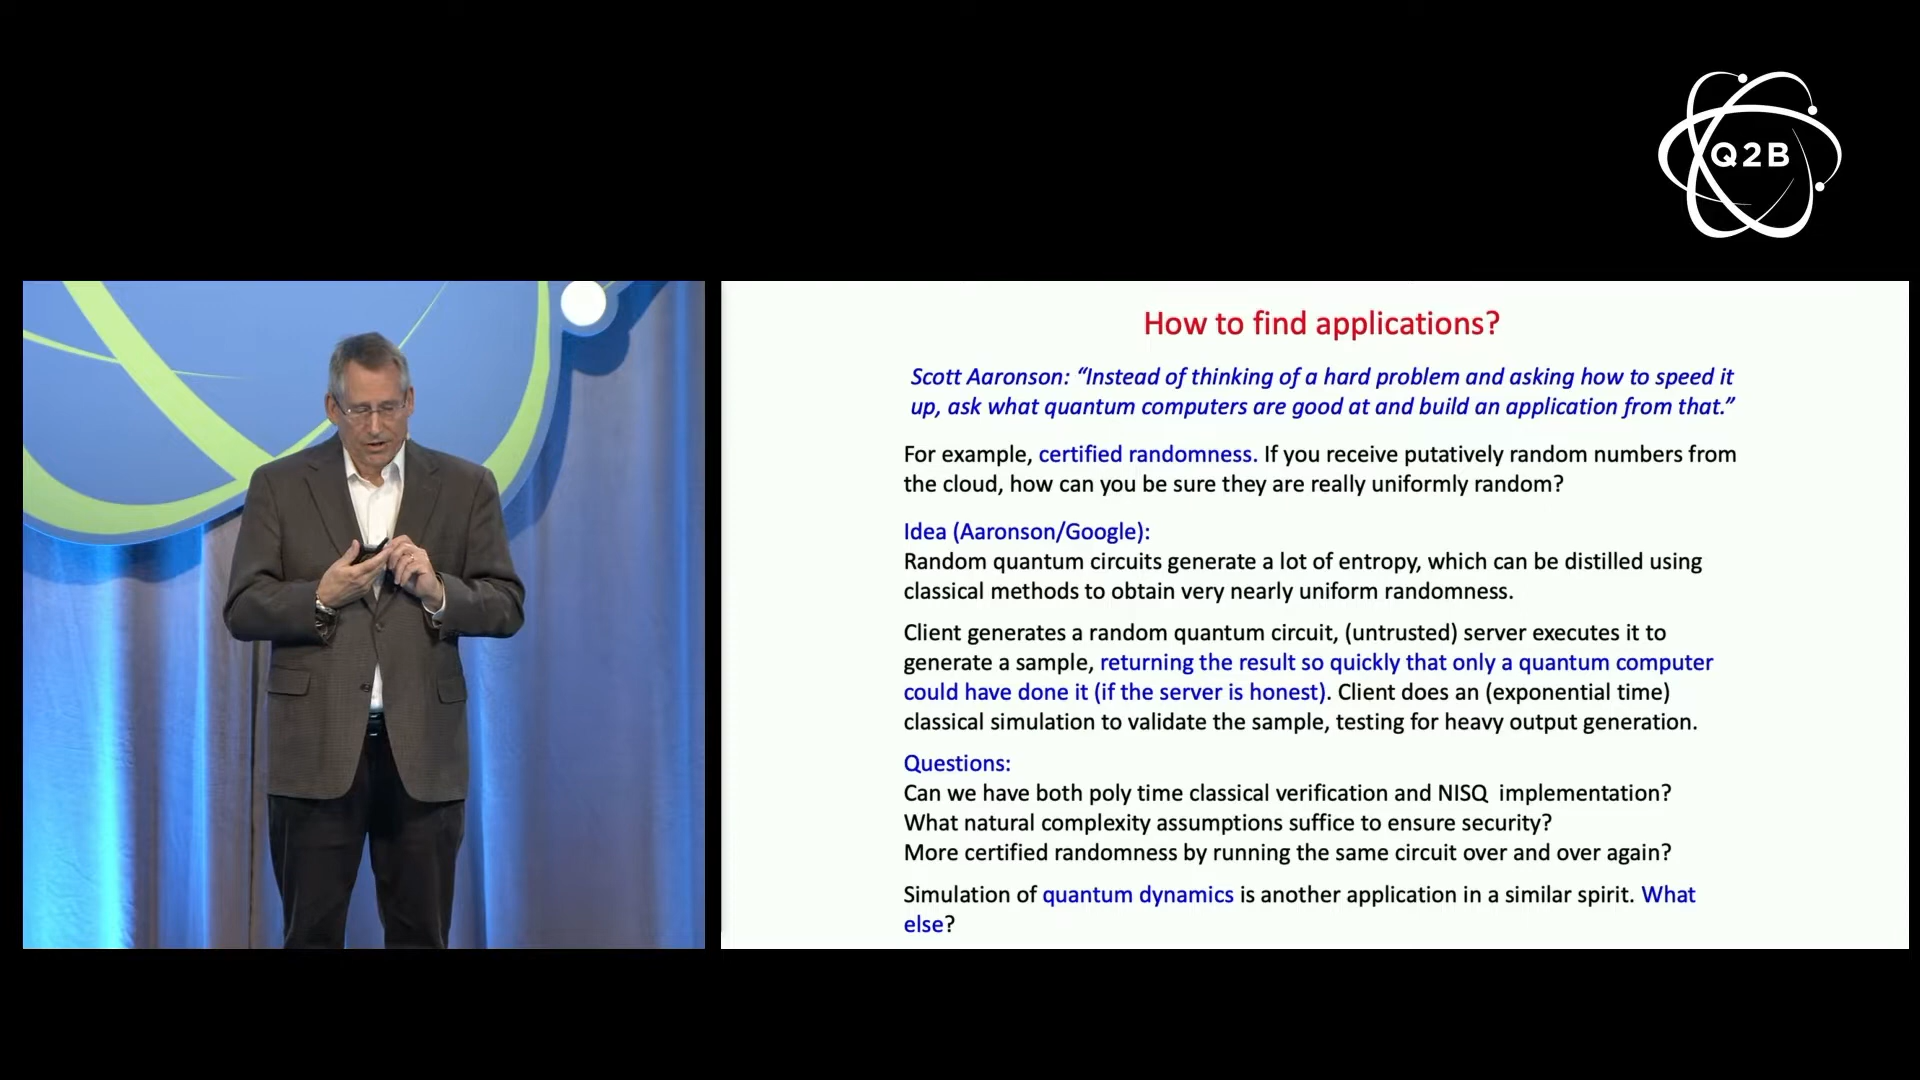 Q2B
How to find applications?
Scott Aaronson: “Instead of thinking of a hard problem and asking how to speed it
up, ask what quantum computers are good at and build an application from that.”
For example, certified randomness. If you receive putatively random numbers from
the cloud, how can you be sure they are really uniformly random?
Idea (Aaronson/Google):
Random quantum circuits generate a lot of entropy, which can be distilled using
classical methods to obtain very nearly uniform randomness.
Client generates a random quantum circuit, (untrusted) server executes it to
generate a sample, returning the result so quickly that only a quantum computer
could have done it (if the server is honest). Client does an (exponential time)
classical simulation to validate the sample, testing for heavy output generation.
Questions:
Can we have both poly time classical verification and NISQ implementation?
What natural complexity assumptions suffice to ensure security?
More certified randomness by running the same circuit over and over again?
Simulation of quantum dynamics is another application in a similar spirit. What
else?